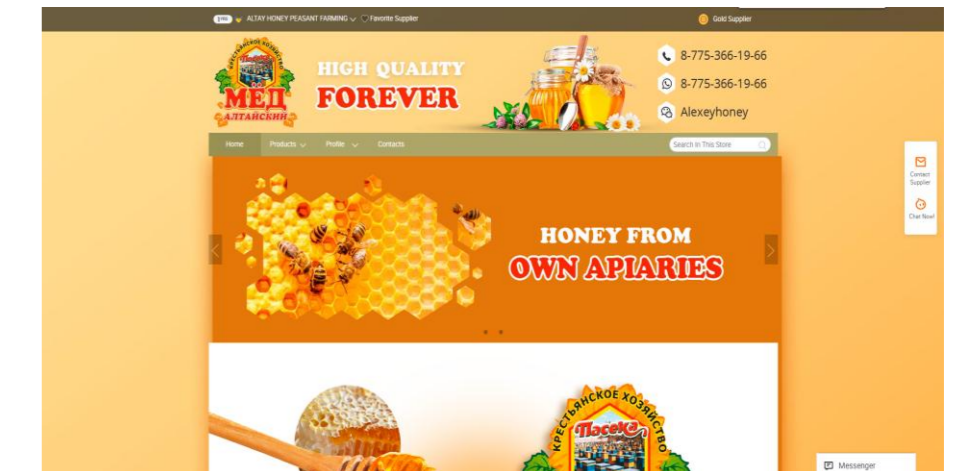 ALTAY HONEY PEASANT FARMING Favorite Supplier
Gold Supplier
КРЕСТЬЯНСКОЕ ХОЗЯЙСТВО
Пасека
МЁД
АЛТАЙСКИЙ
HIGH QUALITY
FOREVER
8-775-366-19-66
8-775-366-19-66
Alexeyhoney
Home Products Profile Contacts
Search In This Store
Contact
Supplier
Chat Now!
HONEY FROM
OWN APIARIES
КРЕСТЬЯНСКОЕ ХОЗЯЙСТВО
Пасека
Messenger